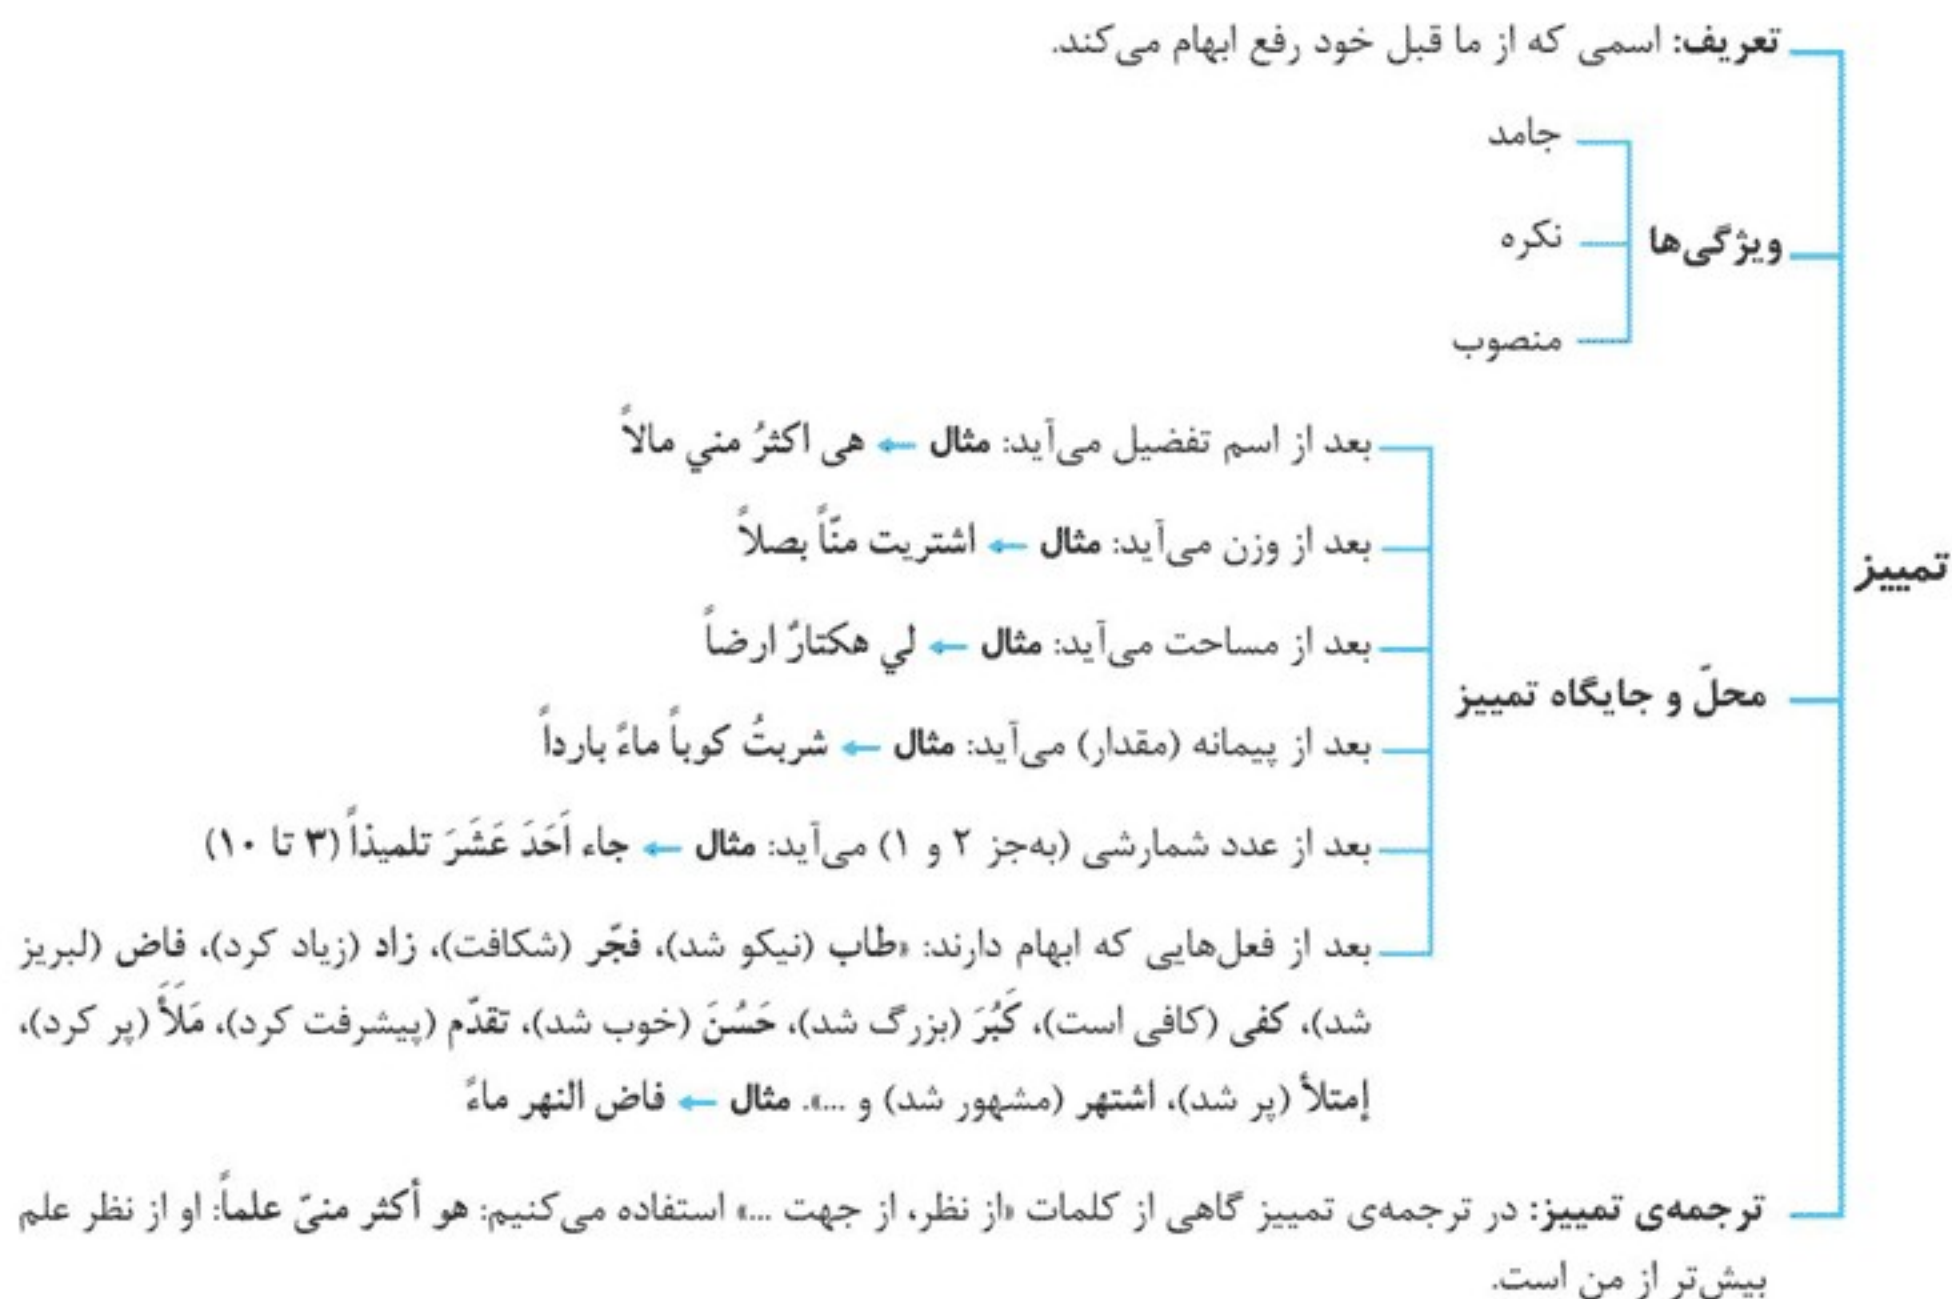 تعریف: اسمی که از ما قبل خود رفع ابهام می‌کند.
جامد
ویژگی‌ها
نکره
منصوب
بعد از اسم تفضیل می‌آید: مثال ← هی اکثرُ مني مالاً
بعد از وزن می‌آید: مثال ← اشتریت منّاً بصلاً
تمییز
بعد از مساحت می‌آید: مثال ← لي هکتارٌ ارضاً
محلّ و جایگاه تمییز
بعد از پیمانه (مقدار) می‌آید: مثال ← شربتُ کوباً ماءً بارداً
بعد از عدد شمارشی (به‌جز ۲ و ۱) می‌آید: مثال ← جاء اَحَدَ عَشَرَ تلمیذاً (۳ تا ۱۰)
بعد از فعل‌هایی که ابهام دارند: «طاب (نیکو شد)، فجّر (شکافت)، زاد (زیاد کرد)، فاض (لبریز
شد)، کفی (کافی است)، کَبُرَ (بزرگ شد)، حَسُنَ (خوب شد)، تقدّم (پیشرفت کرد)، مَلَأَ (پر کرد)،
إمتلأ (پر شد)، اشتهر (مشهور شد) و ...». مثال ← فاض النهر ماءً
ترجمه‌ی تمییز: در ترجمه‌ی تمییز گاهی از کلمات «از نظر، از جهت ...» استفاده می‌کنیم: هو أکثر منیّ علماً: او از نظر علم
بیش‌تر از من است.